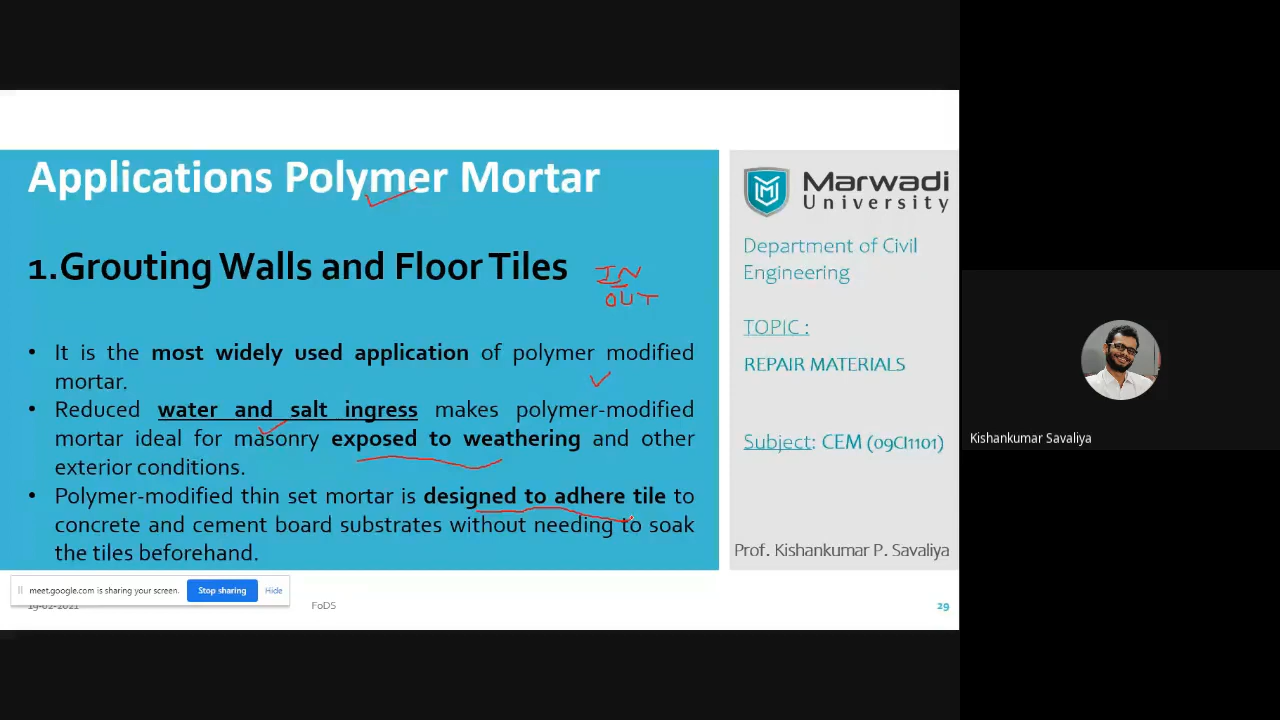 Applications Polymer Mortar
1.Grouting Walls and Floor Tiles
IN
OUT
• It is the most widely used application of polymer modified
mortar.
• Reduced water and salt ingress makes polymer-modified
mortar ideal for masonry exposed to weathering and other
exterior conditions.
• Polymer-modified thin set mortar is designed to adhere tile to
concrete and cement board substrates without needing to soak
the tiles beforehand.
Marwadi
University
Department of Civil
Engineering
TOPIC :
REPAIR MATERIALS
Subject: CEM (09CI1101)
Prof. Kishankumar P. Savaliya
meet.google.com is sharing your screen. Stop sharing Hide
19-02-2021 FoDS 29
Kishankumar Savaliya